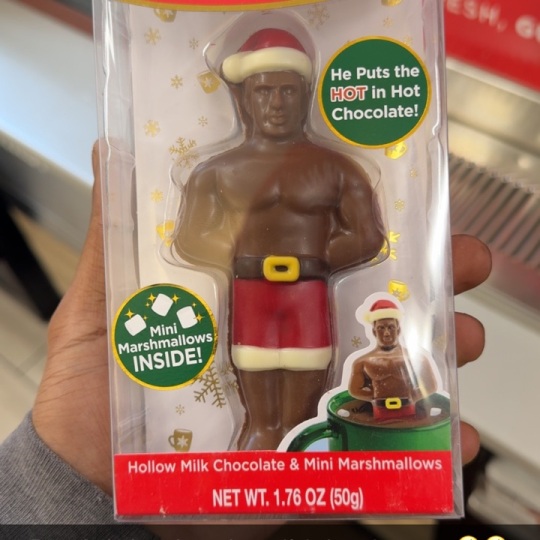 ESH, G
He Puts the
HOT in Hot
Chocolate!
Mini
Marshmallows
INSIDE!
Hollow Milk Chocolate & Mini Marshmallows
NET WT. 1.76 OZ (50g)